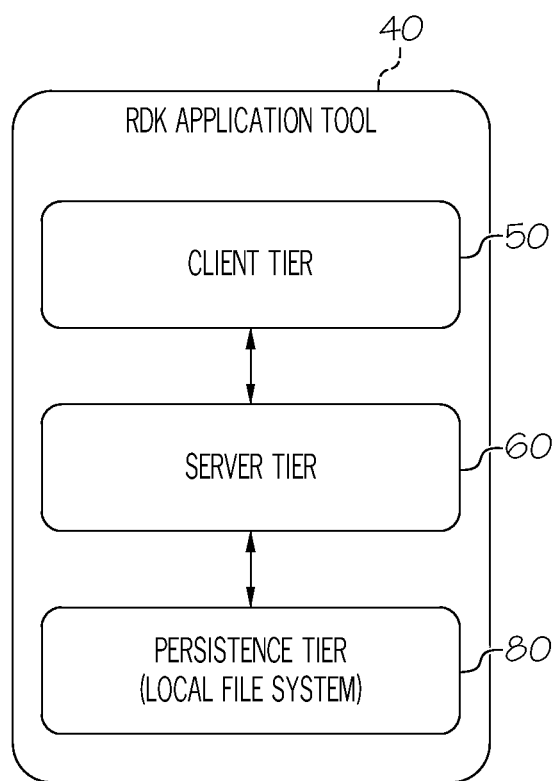 40
RDK APPLICATION TOOL
CLIENT TIER
50
SERVER TIER
60
PERSISTENCE TIER
(LOCAL FILE SYSTEM)
80